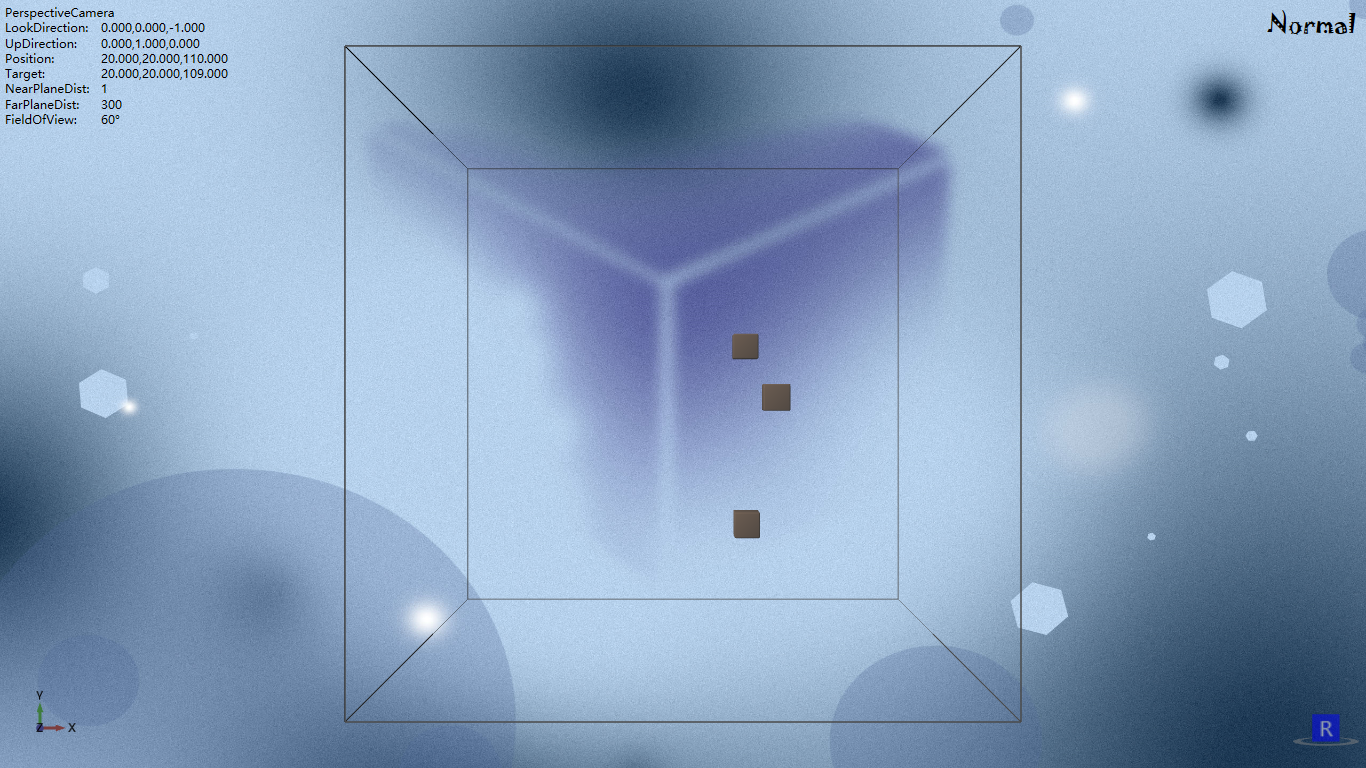 PerspectiveCamera
LookDirection: 0.000,0.000,-1.000
UpDirection: 0.000,1.000,0.000
Position: 20.000,20.000,110.000
Target: 20.000,20.000,109.000
NearPlaneDist: 1
FarPlaneDist: 300
FieldOfView: 60°
Normal
Y
Z X
R